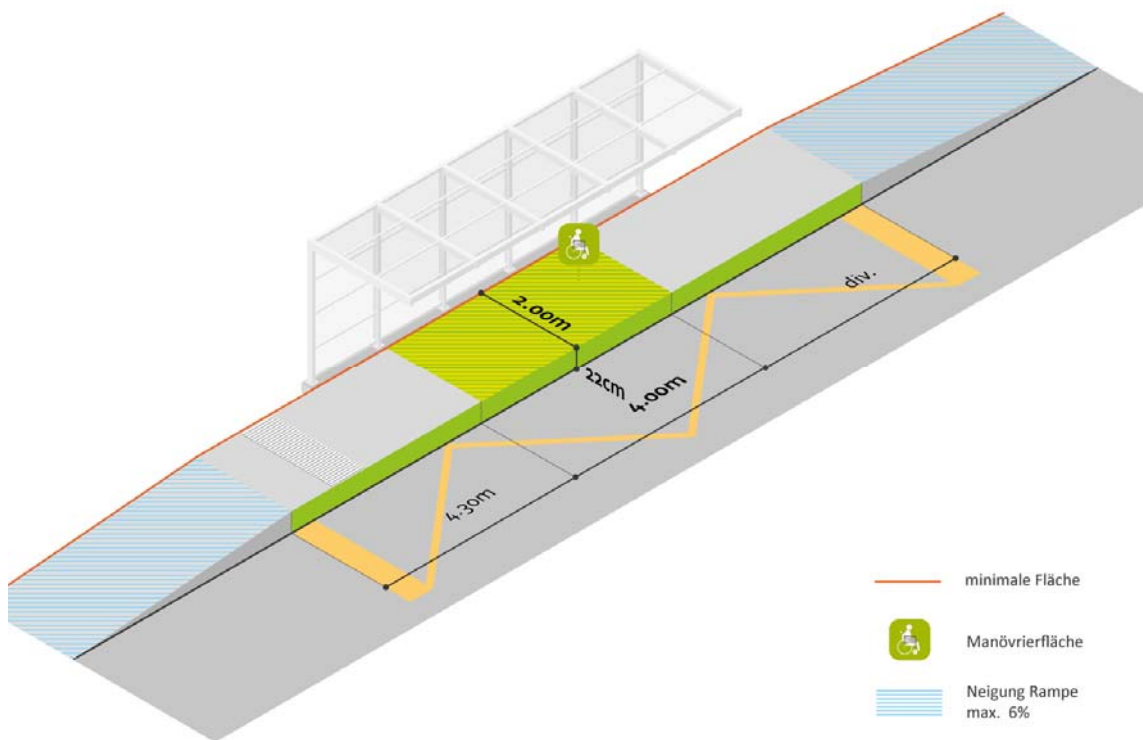 2.00m
22cm
4.00m
div.
4.30m
minimale Fläche
Manövrierfläche
Neigung Rampe
max. 6%